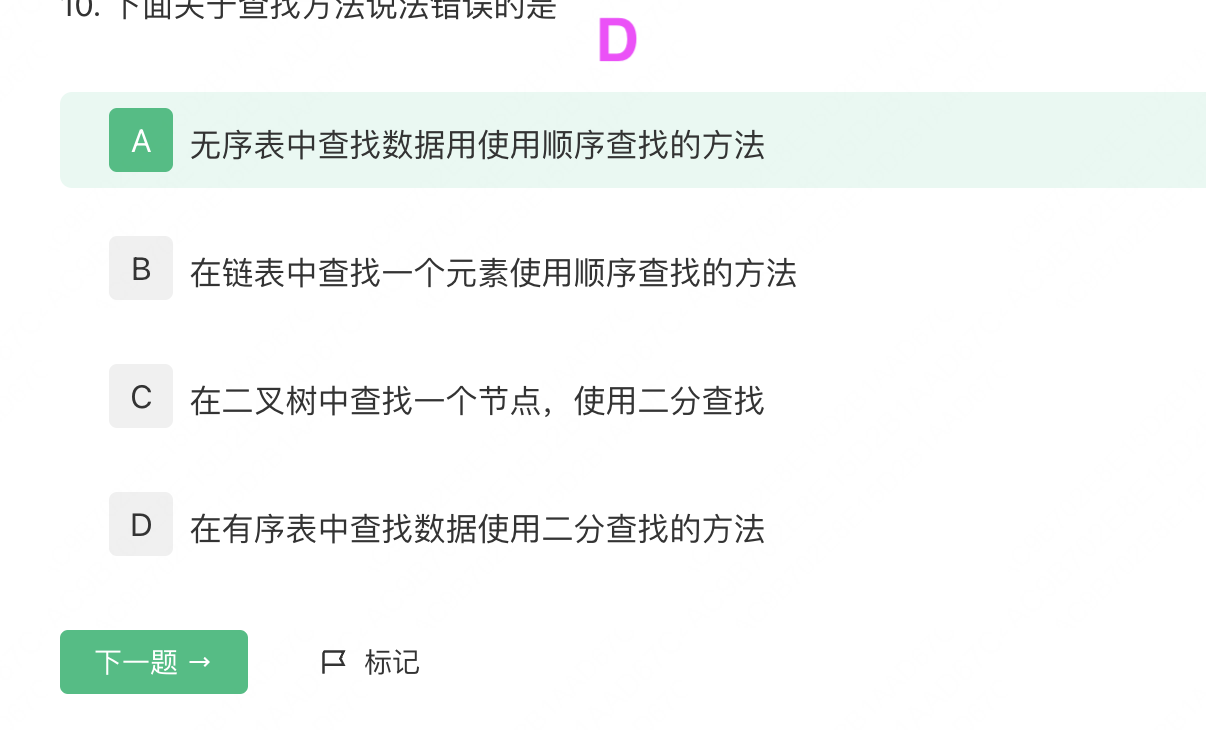 10. 下面关于查找方法说法错误的是
D
A 无序表中查找数据用使用顺序查找的方法
B 在链表中查找一个元素使用顺序查找的方法
C 在二叉树中查找一个节点，使用二分查找
D 在有序表中查找数据使用二分查找的方法
下一题 → 标记